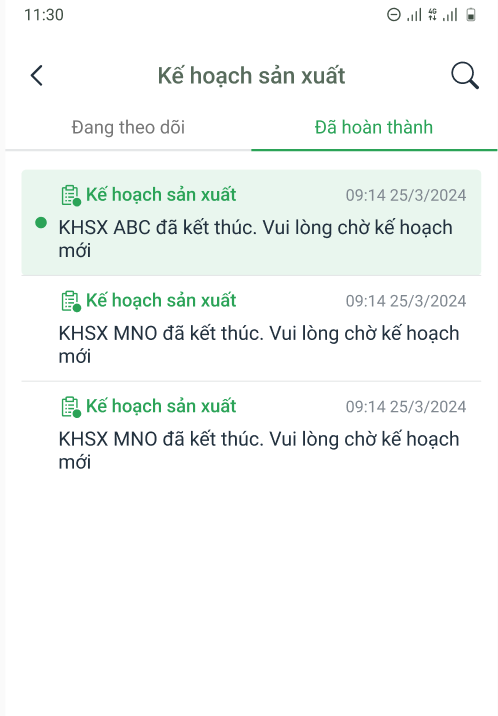 11:30
4G
Kế hoạch sản xuất
Đang theo dõi
Đã hoàn thành
Kế hoạch sản xuất 09:14 25/3/2024
KHSX ABC đã kết thúc. Vui lòng chờ kế hoạch
mới
Kế hoạch sản xuất 09:14 25/3/2024
KHSX MNO đã kết thúc. Vui lòng chờ kế hoạch
mới
Kế hoạch sản xuất 09:14 25/3/2024
KHSX MNO đã kết thúc. Vui lòng chờ kế hoạch
mới